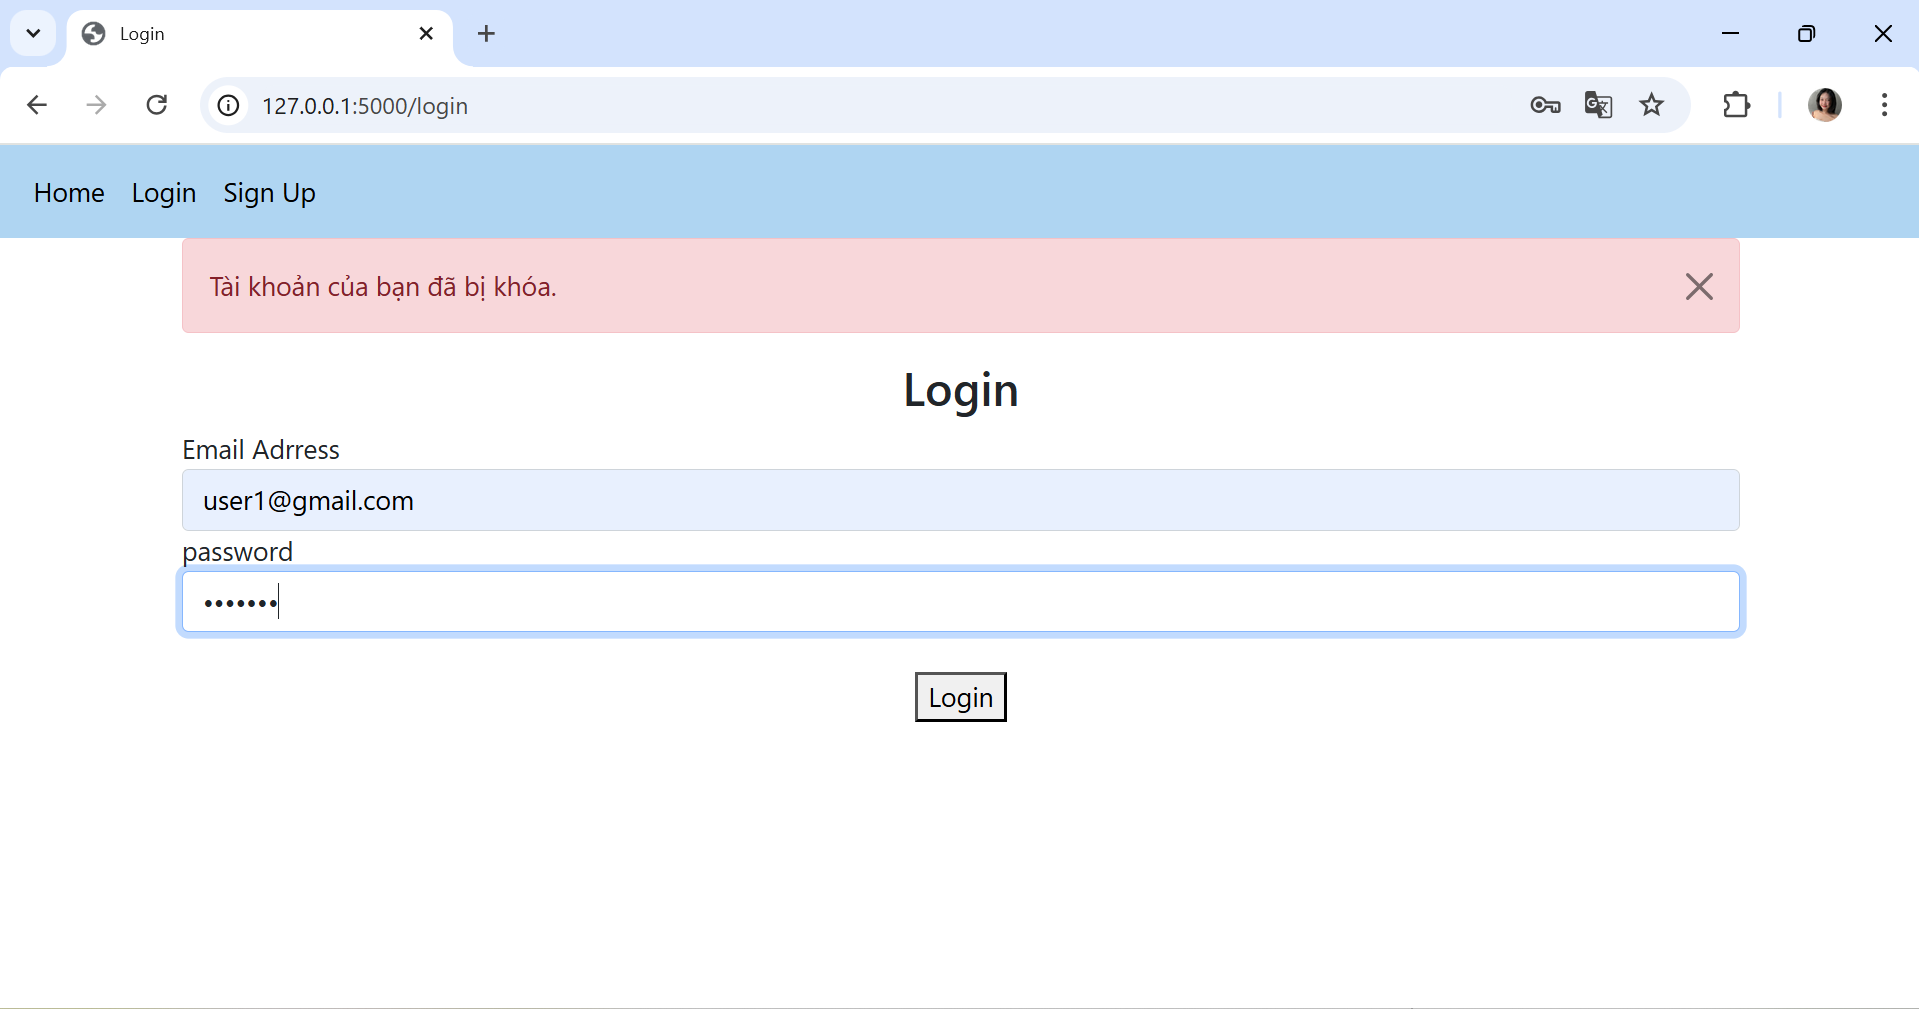 Login
127.0.0.1:5000/login
Home Login Sign Up
Tài khoản của bạn đã bị khóa.
Login
Email Adrress
user1@gmail.com
password
•••••••
Login